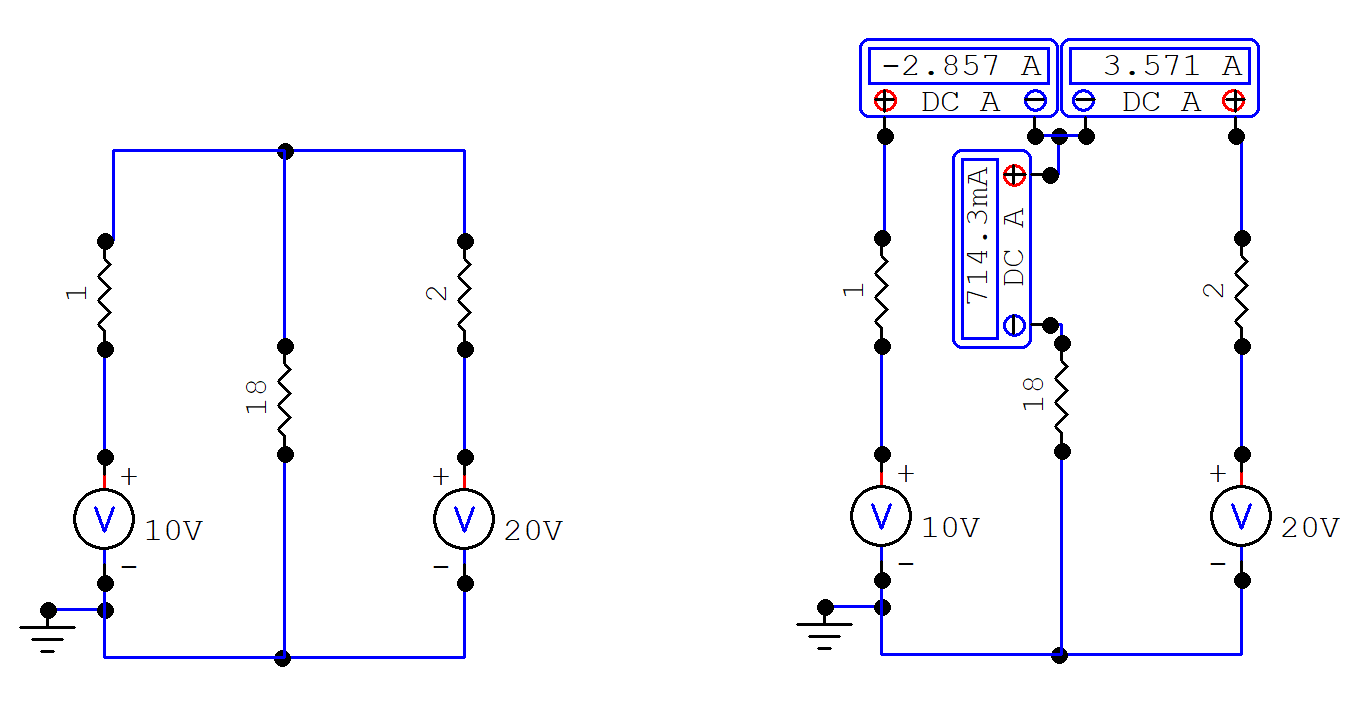 1
2
18
+
+
V
10V
V
20V
-
-
-2.857 A
+ DC A -
3.571 A
- DC A +
714.3mA
+ DC A -
1
2
18
+
+
V
10V
V
20V
-
-